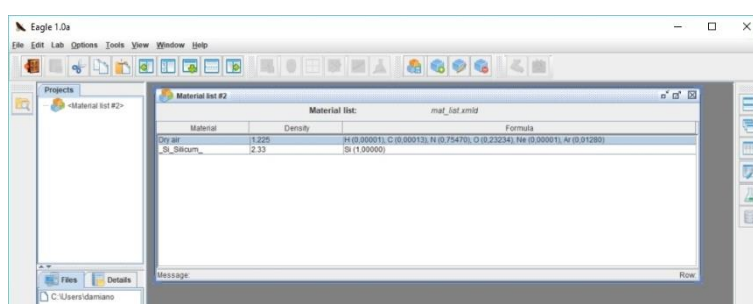 Eagle 1.0a
File Edit Lab Options Tools View Window Help
Projects
<Material list #2>
Material list #2
Material list: mat_list.xmld
Material Density Formula
Dry air 1.225 H (0,00001), C (0,00013), N (0,75470), O (0,23234), Ne (0,00001), Ar (0,01280)
_Si_Silicum_ 2.33 Si (1,00000)
Message: Row:
Files Details
C:\Users\damiano